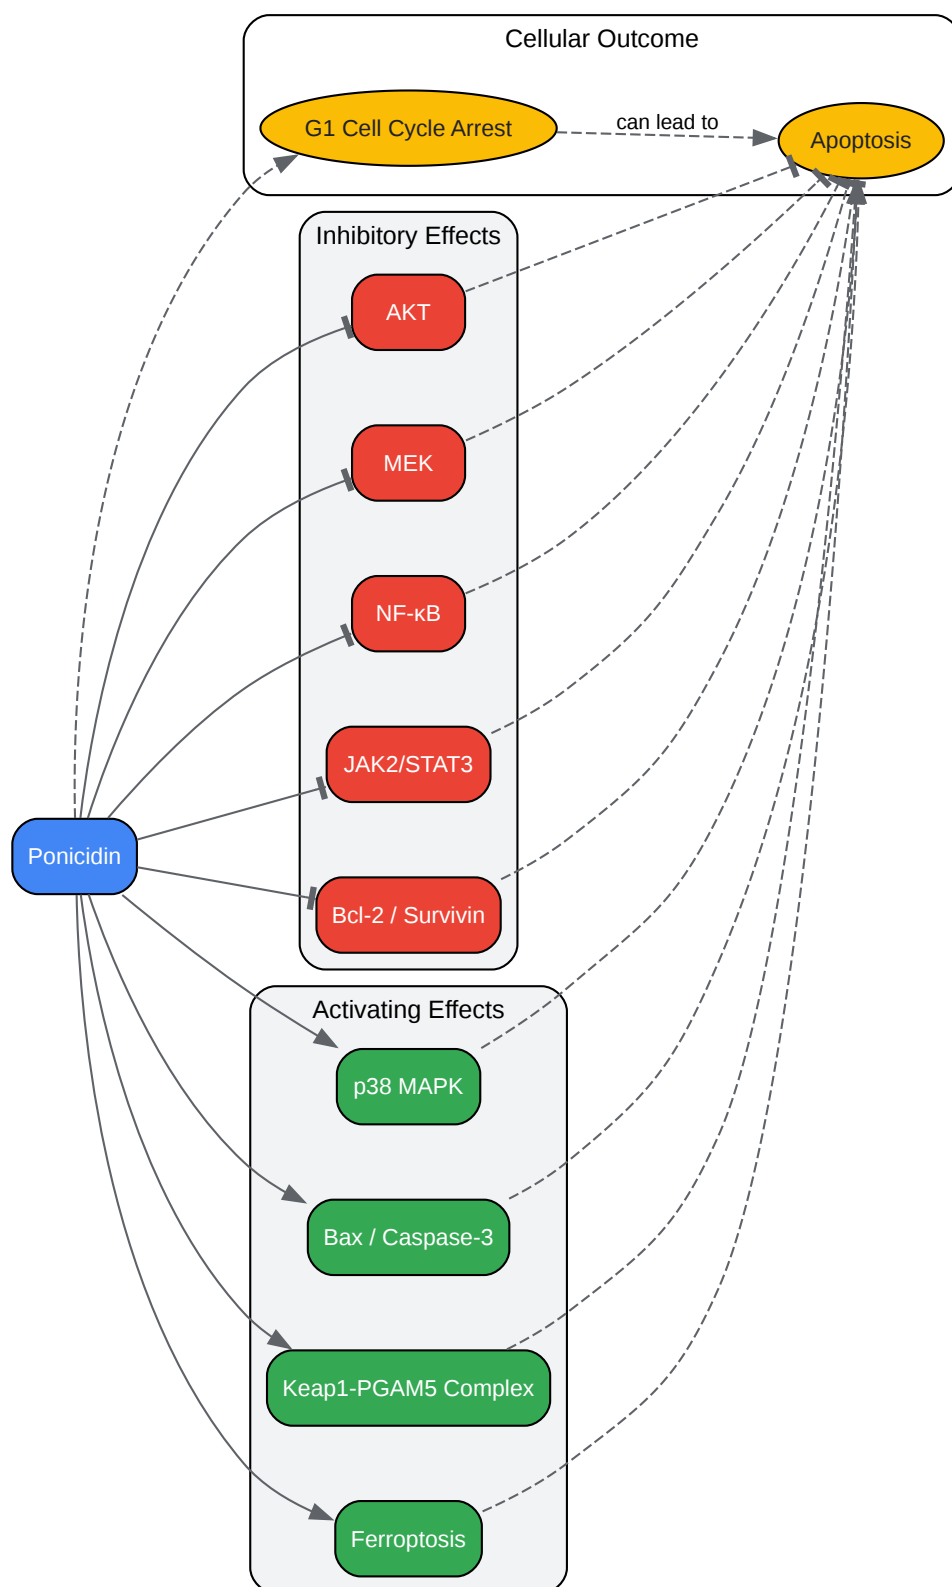 Cellular Outcome
G1 Cell Cycle Arrest
can lead to
Apoptosis
Inhibitory Effects
AKT
MEK
NF-κB
JAK2/STAT3
Ponicidin
Bcl-2 / Survivin
Activating Effects
p38 MAPK
Bax / Caspase-3
Keap1-PGAM5 Complex
Ferroptosis